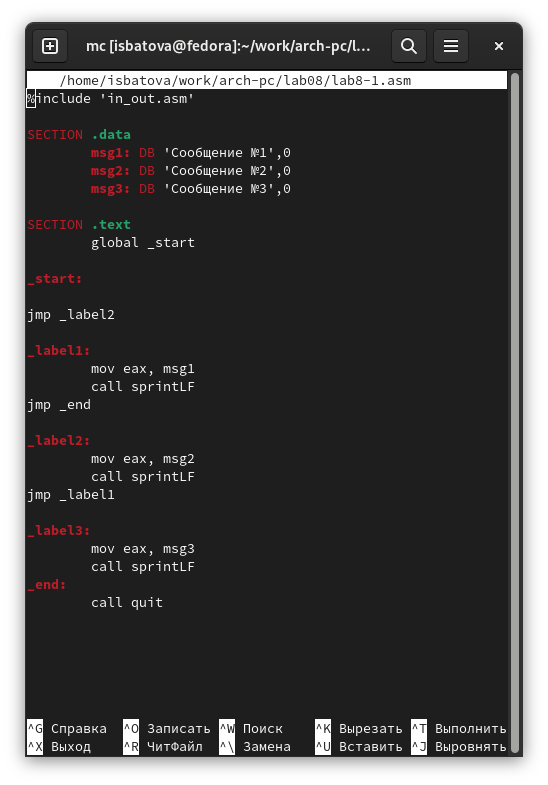 mc [isbatova@fedora]:~/work/arch-pc/l...
/home/isbatova/work/arch-pc/lab08/lab8-1.asm
%include 'in_out.asm'
SECTION .data
msg1: DB 'Сообщение №1',0
msg2: DB 'Сообщение №2',0
msg3: DB 'Сообщение №3',0
SECTION .text
global _start
_start:
jmp _label2
_label1:
mov eax, msg1
call sprintLF
jmp _end
_label2:
mov eax, msg2
call sprintLF
jmp _label1
_label3:
mov eax, msg3
call sprintLF
_end:
call quit
^G Справка ^O Записать ^W Поиск ^K Вырезать ^T Выполнить
^X Выход ^R ЧитФайл ^\ Замена ^U Вставить ^J Выровнять